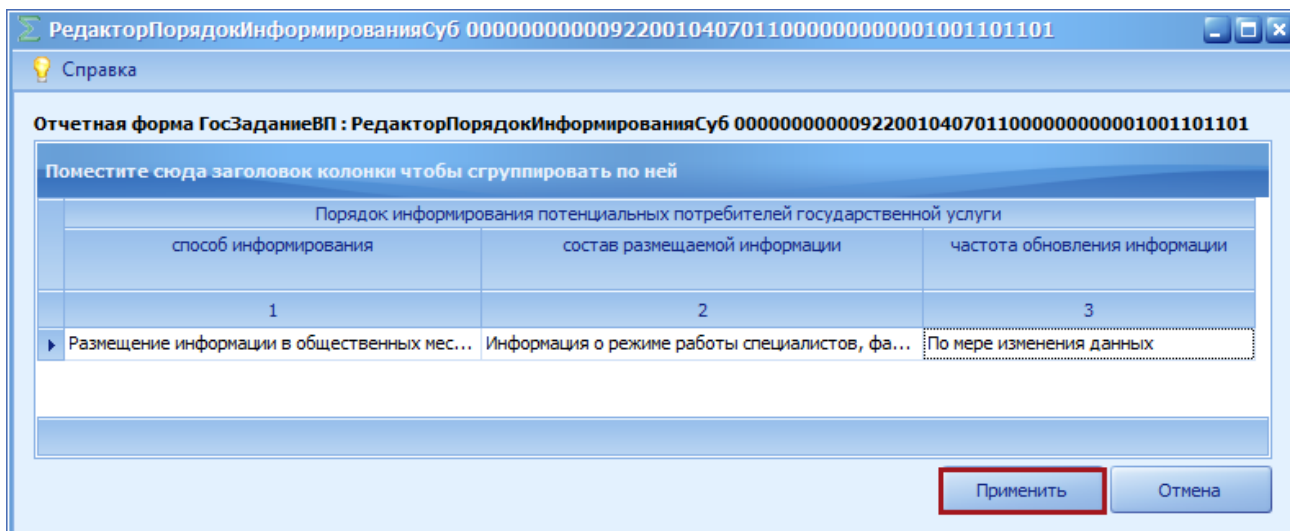 РедакторПорядокИнформированияСуб 000000000009220010407011000000000001001101101
Справка
Отчетная форма ГосЗаданиеВП : РедакторПорядокИнформированияСуб 000000000009220010407011000000000001001101101
Поместите сюда заголовок колонки чтобы сгруппировать по ней
Порядок информирования потенциальных потребителей государственной услуги
способ информирования состав размещаемой информации частота обновления информации
1 2 3
Размещение информации в общественных мес... Информация о режиме работы специалистов, фа... По мере изменения данных
Применить Отмена